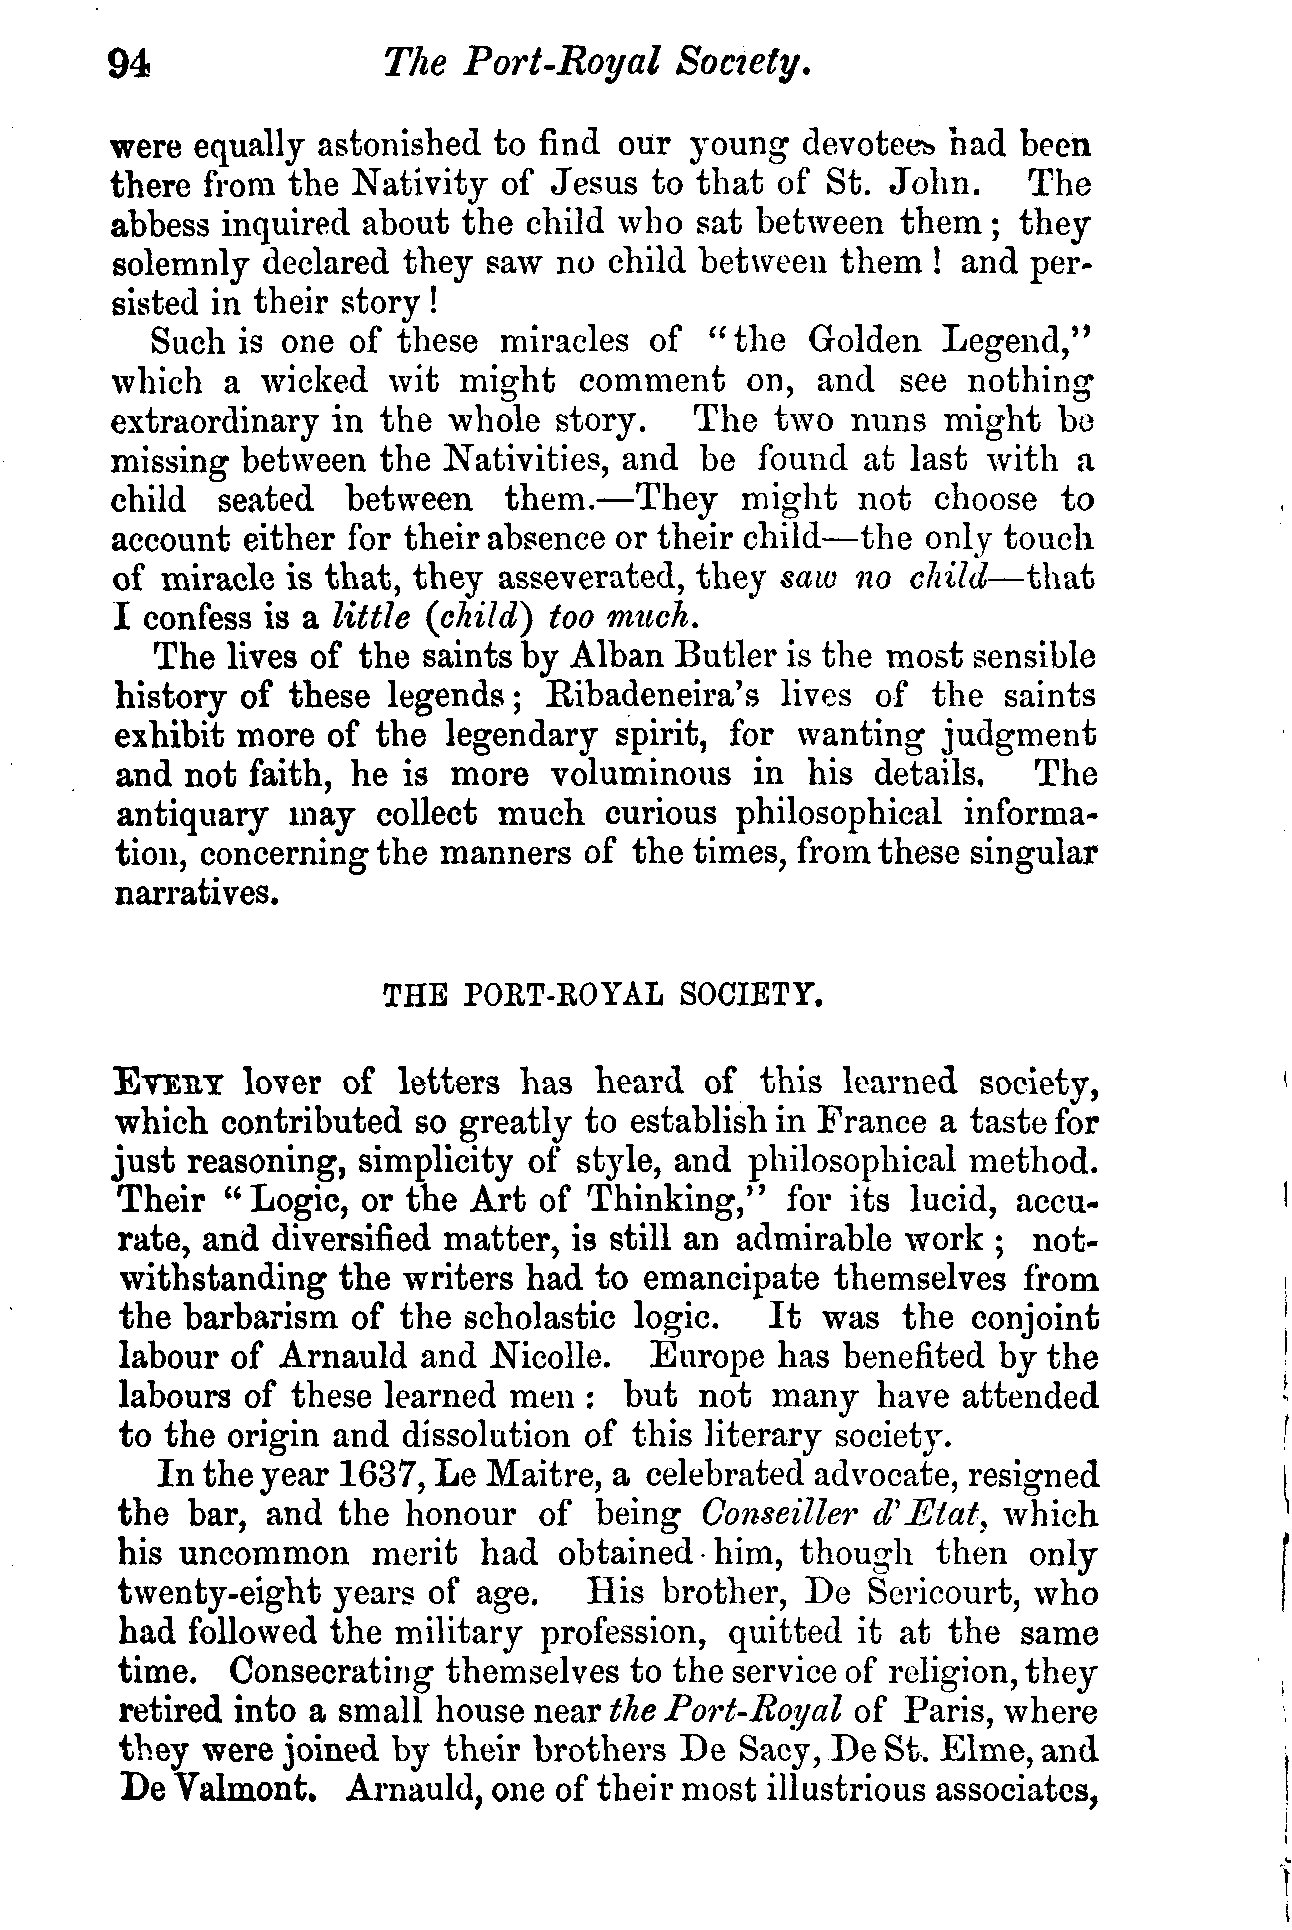 94 The Port-Royal Society.
were equally astonished to find our young devotees had been
there from the Nativity of Jesus to that of St. John. The
abbess inquired about the child who sat between them; they
solemnly declared they saw no child between them! and per-
sisted in their story!
Such is one of these miracles of "the Golden Legend,"
which a wicked wit might comment on, and see nothing
extraordinary in the whole story. The two nuns might be
missing between the Nativities, and be found at last with a
child seated between them.—They might not choose to
account either for their absence or their child—the only touch
of miracle is that, they asseverated, they saw no child—that
I confess is a little (child) too much.
The lives of the saints by Alban Butler is the most sensible
history of these legends; Ribadeneira's lives of the saints
exhibit more of the legendary spirit, for wanting judgment
and not faith, he is more voluminous in his details. The
antiquary may collect much curious philosophical informa-
tion, concerning the manners of the times, from these singular
narratives.
THE PORT-ROYAL SOCIETY.
EVERY lover of letters has heard of this learned society,
which contributed so greatly to establish in France a taste for
just reasoning, simplicity of style, and philosophical method.
Their "Logic, or the Art of Thinking," for its lucid, accu-
rate, and diversified matter, is still an admirable work; not-
withstanding the writers had to emancipate themselves from
the barbarism of the scholastic logic. It was the conjoint
labour of Arnauld and Nicolle. Europe has benefited by the
labours of these learned men: but not many have attended
to the origin and dissolution of this literary society.
In the year 1637, Le Maitre, a celebrated advocate, resigned
the bar, and the honour of being Conseiller d'Etat, which
his uncommon merit had obtained him, though then only
twenty-eight years of age. His brother, De Sericourt, who
had followed the military profession, quitted it at the same
time. Consecrating themselves to the service of religion, they
retired into a small house near the Port-Royal of Paris, where
they were joined by their brothers De Sacy, De St. Elme, and
De Valmont. Arnauld, one of their most illustrious associates,